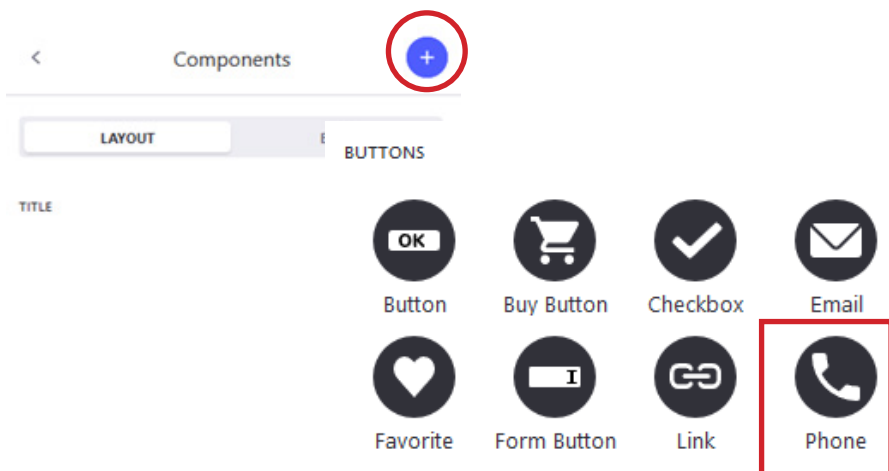 Components
LAYOUT
BUTTONS
TITLE
OK
Button
Buy Button
Checkbox
Email
I
Favorite
Form Button
Link
Phone